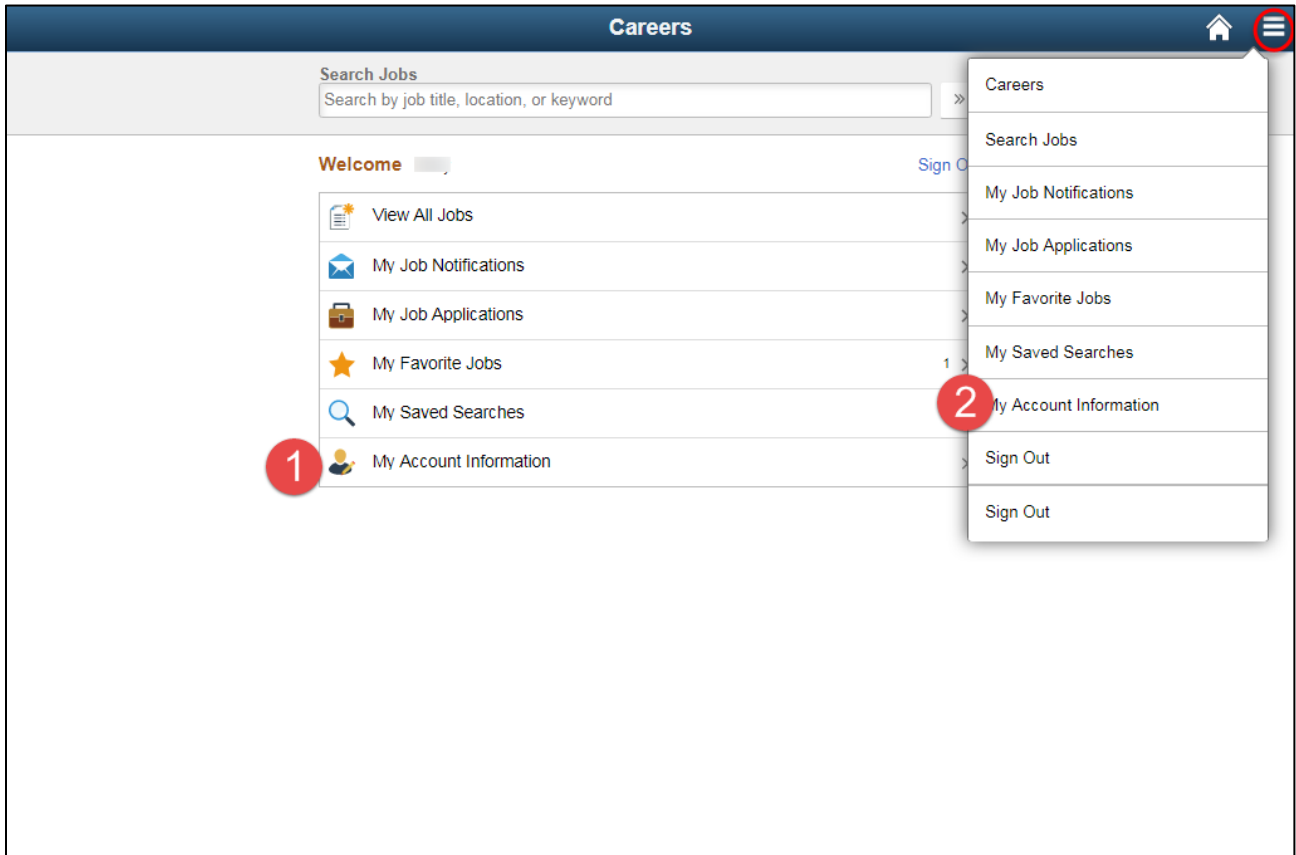 Careers
Search Jobs
Search by job title, location, or keyword
»
Welcome
Sign O
View All Jobs
My Job Notifications
My Job Applications
My Favorite Jobs
1
My Saved Searches
1
My Account Information
Careers
Search Jobs
My Job Notifications
My Job Applications
My Favorite Jobs
My Saved Searches
2
My Account Information
Sign Out
Sign Out